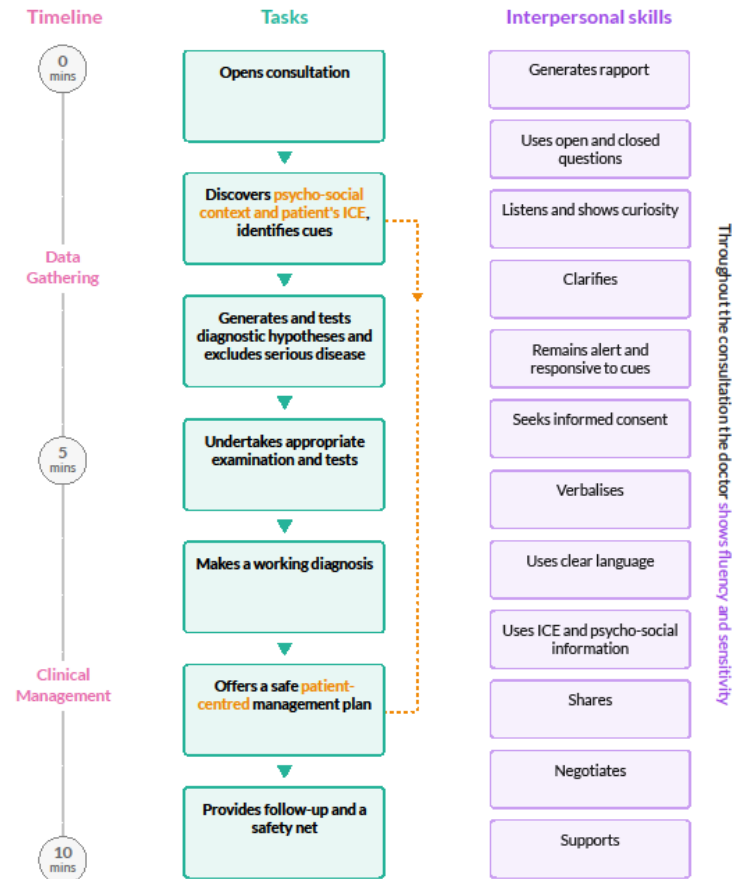 Timeline
Tasks
Interpersonal skills
0
mins
Data
Gathering
5
mins
Clinical
Management
10
mins
Opens consultation
Discovers psycho-social
context and patient's ICE,
identifies cues
Generates and tests
diagnostic hypotheses and
excludes serious disease
Undertakes appropriate
examination and tests
Makes a working diagnosis
Offers a safe patient-
centred management plan
Provides follow-up and a
safety net
Generates rapport
Uses open and closed
questions
Listens and shows curiosity
Clarifies
Remains alert and
responsive to cues
Seeks informed consent
Verbalises
Uses clear language
Uses ICE and psycho-social
information
Shares
Negotiates
Supports
Throughout the consultation the doctor shows fluency and sensitivity